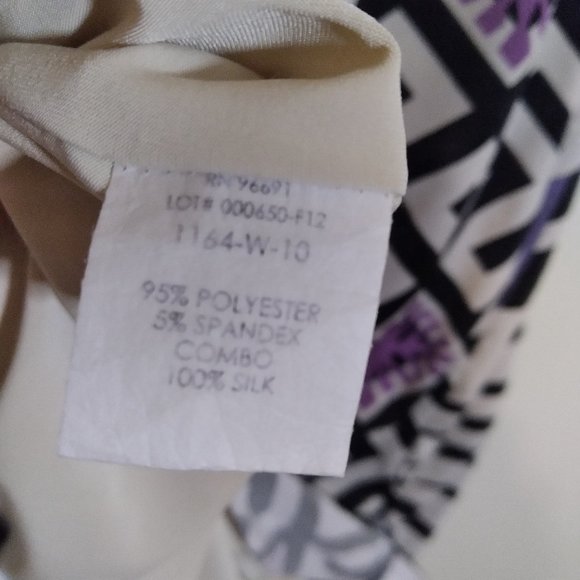 RN 96691
LOT# 000650-F12
1164-W-10
95% POLYESTER
5% SPANDEX
COMBO
100% SILK